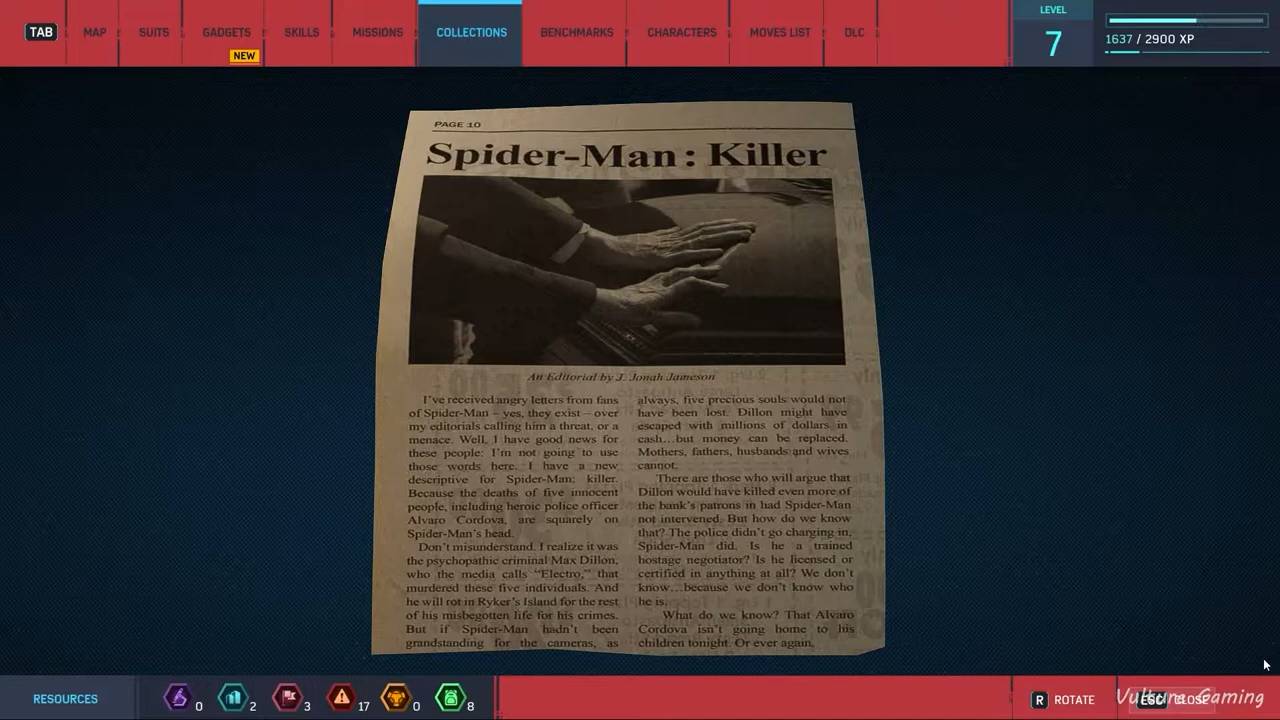 TAB
MAP
SUITS
GADGETS
NEW
SKILLS
MISSIONS
COLLECTIONS
BENCHMARKS
CHARACTERS
MOVES LIST
DLC
LEVEL
7
1637 / 2900 XP
PAGE 10
Spider-Man : Killer
An Editorial by J. Jonah Jameson
I've received angry letters from fans
of Spider-Man – yes, they exist – over
my editorials calling him a threat, or a
menace. Well, I have good news for
these people: I'm not going to use
those words here. I have a new
descriptive for Spider-Man: killer.
Because the deaths of five innocent
people, including heroic police officer
Alvaro Cordova, are squarely on
Spider-Man's head.
Don't misunderstand. I realize it was
the psychopathic criminal Max Dillon,
who the media calls "Electro," that
murdered these five individuals. And
he will rot in Ryker's Island for the rest
of his misbegotten life for his crimes.
But if Spider-Man hadn't been
grandstanding for the cameras, as
always, five precious souls would not
have been lost. Dillon might have
escaped with millions of dollars in
cash…but money can be replaced.
Mothers, fathers, husbands and wives
cannot.
There are those who will argue that
Dillon would have killed even more of
the bank's patrons in had Spider-Man
not intervened. But how do we know
that? The police didn't go charging in,
Spider-Man did. Is he a trained
hostage negotiator? Is he licensed or
certified in anything at all? We don't
know…because we don't know who
he is.
What do we know? That Alvaro
Cordova isn't going home to his
children tonight. Or ever again.
RESOURCES
0
2
3
17
0
8
R ROTATE
ESC CLOSE
Vulture Gaming